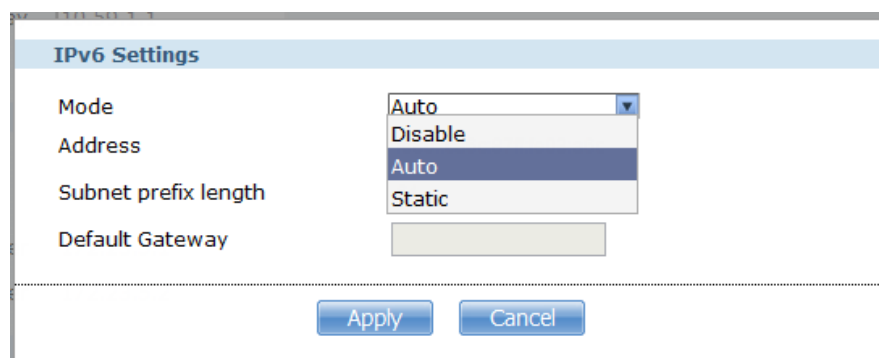 IPv6 Settings
Mode Auto
Disable
Address
Auto
Subnet prefix length
Static
Default Gateway
Apply Cancel